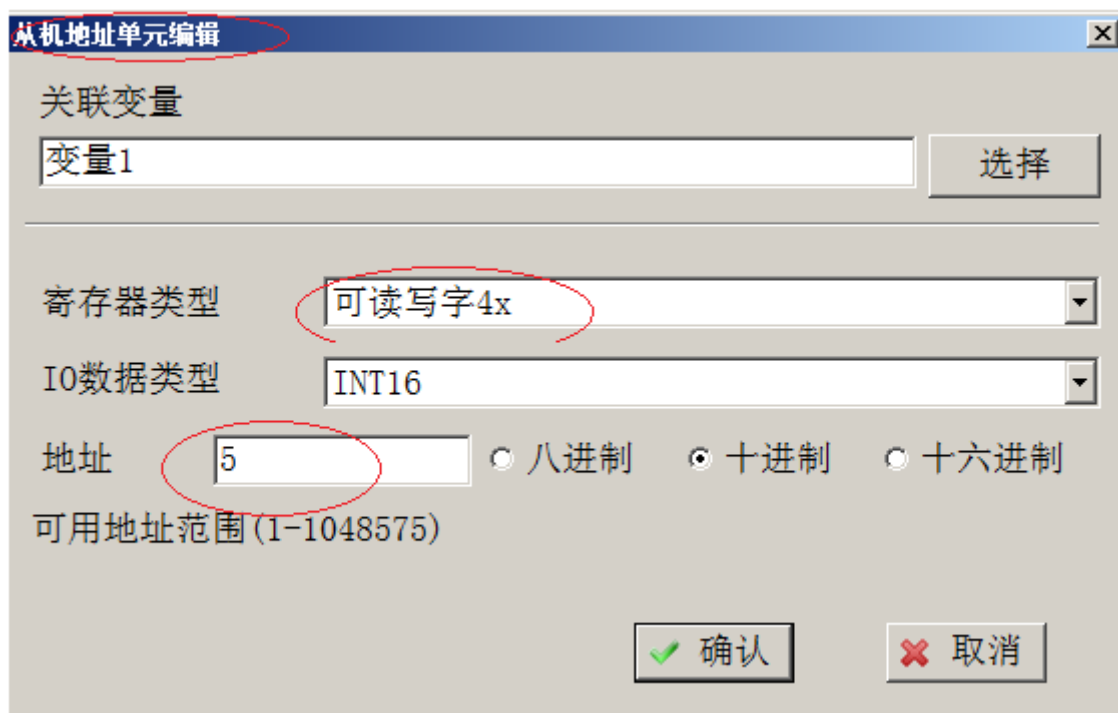 从机地址单元编辑
关联变量
变量1
选择
寄存器类型 可读写字4x
IO数据类型 INT16
地址 5 八进制 十进制 十六进制
可用地址范围(1-1048575)
确认 取消